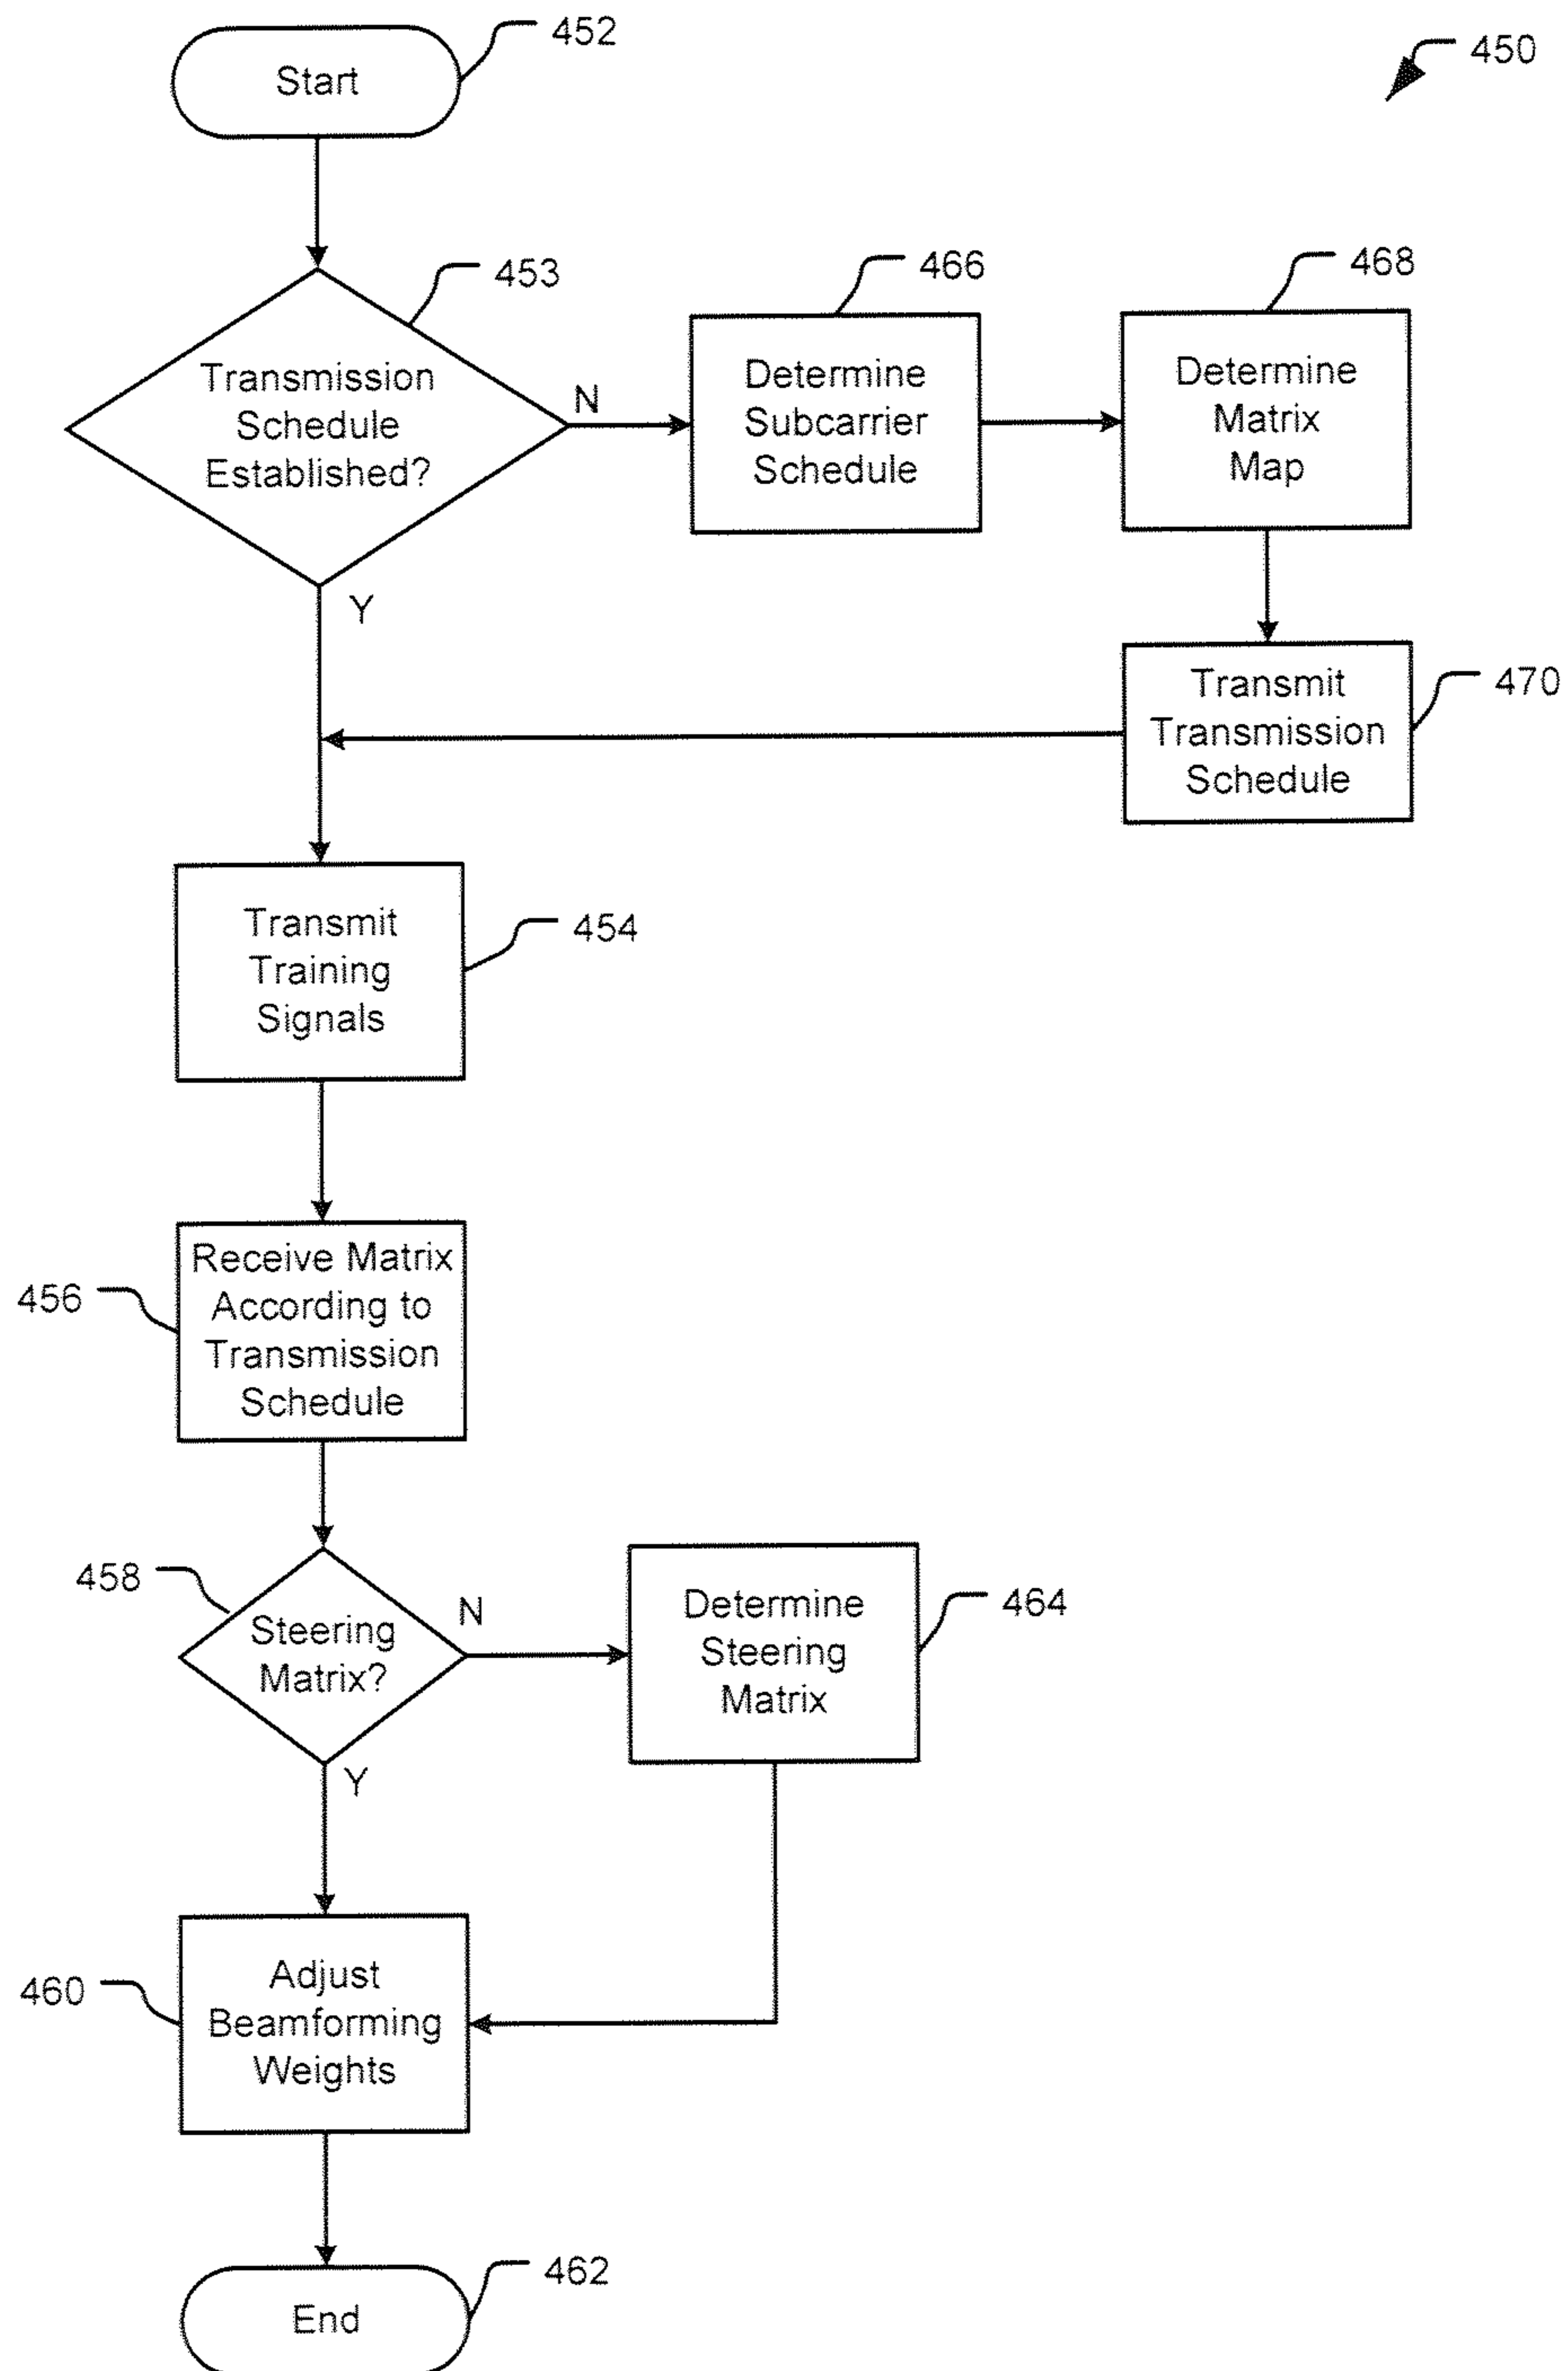 452
450
Start
453
466
468
Transmission
Schedule
Established?
N
Determine
Subcarrier
Schedule
Determine
Matrix
Map
Y
470
Transmit
Transmission
Schedule
Transmit
Training
Signals
454
456
Receive Matrix
According to
Transmission
Schedule
458
Steering
Matrix?
N
Determine
Steering
Matrix
464
Y
460
Adjust
Beamforming
Weights
462
End